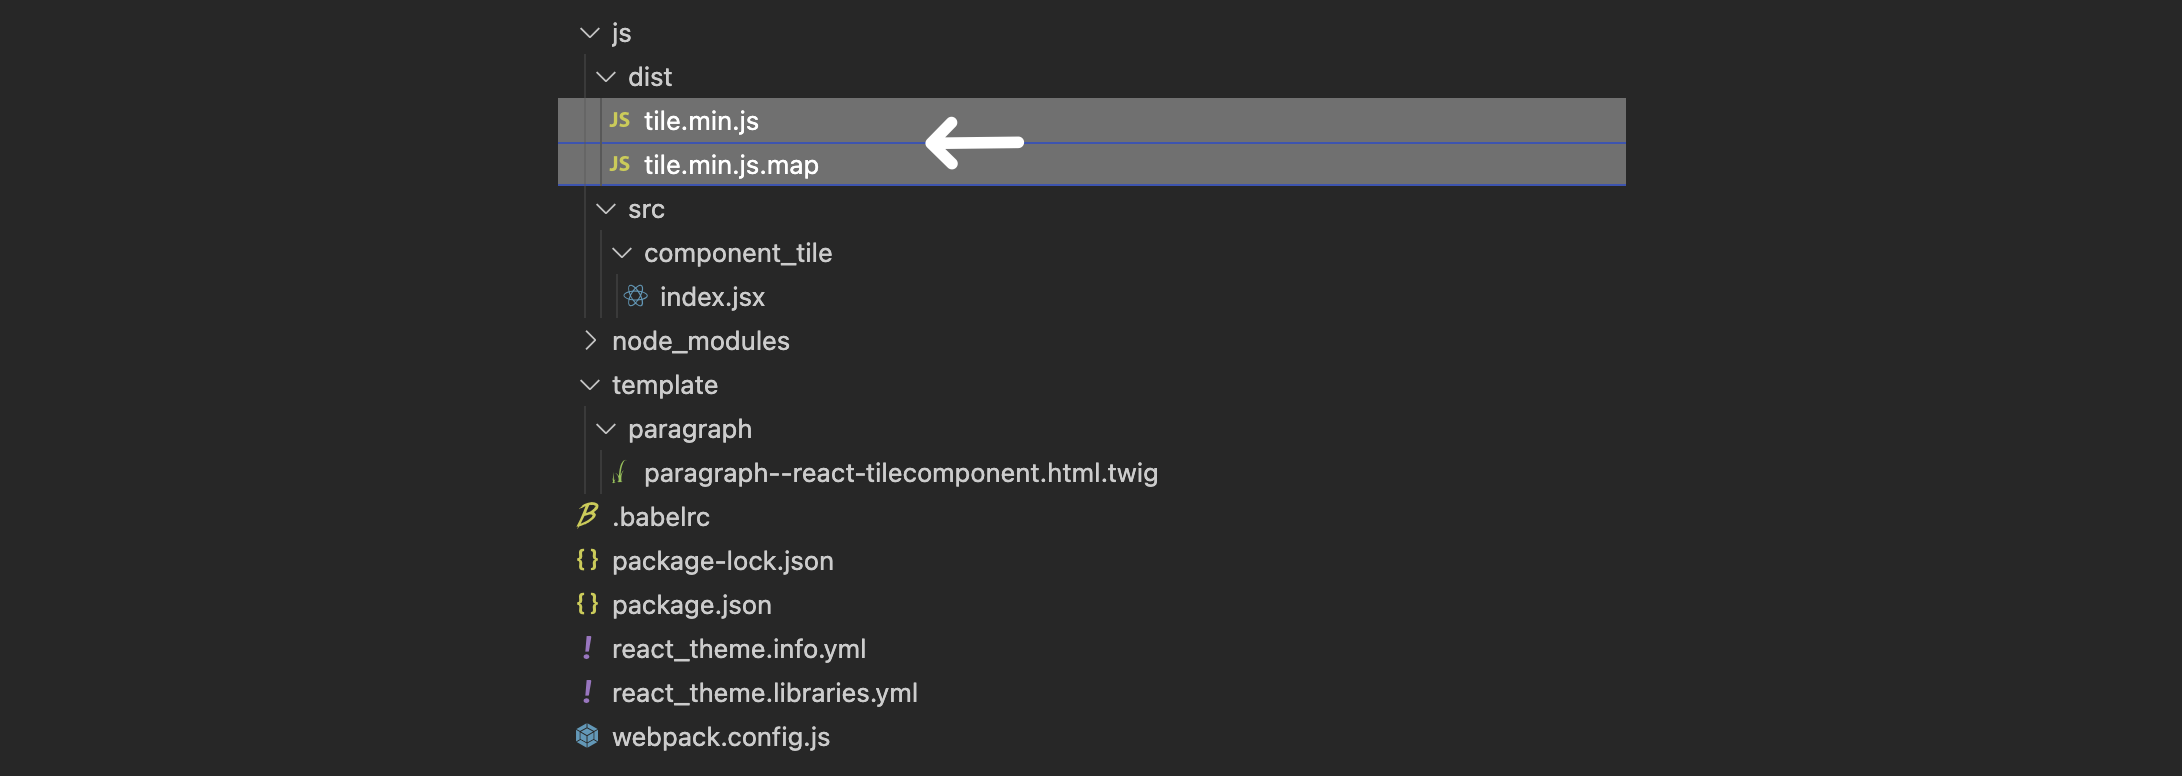 js
dist
JS tile.min.js
JS tile.min.js.map
src
component_tile
index.jsx
node_modules
template
paragraph
paragraph--react-tilecomponent.html.twig
B .babelrc
{} package-lock.json
{} package.json
! react_theme.info.yml
! react_theme.libraries.yml
webpack.config.js